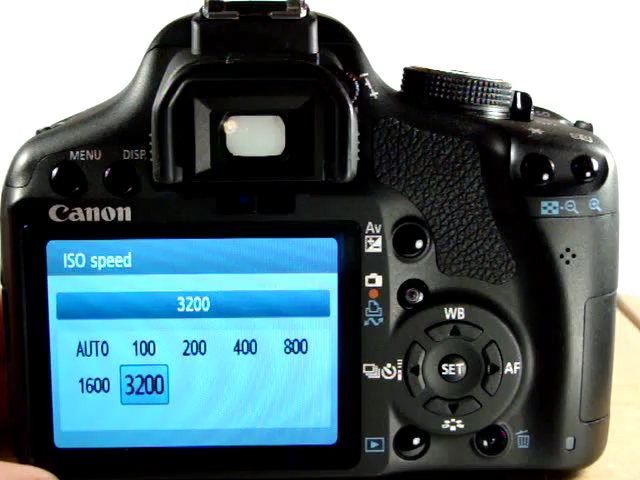 MENU DISP.
Canon
Av
ISO speed
3200
AUTO 100 200 400 800
1600 3200
WB
SET
AF